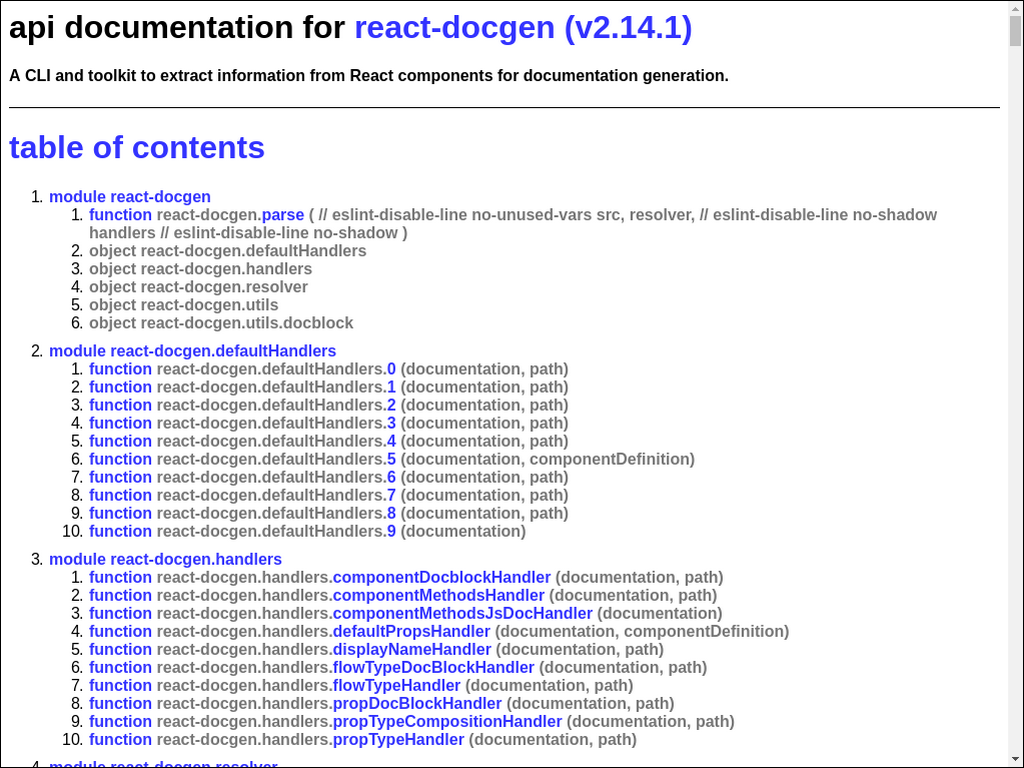 api documentation for react-docgen (v2.14.1)
A CLI and toolkit to extract information from React components for documentation generation.
table of contents
1. module react-docgen
1. function react-docgen.parse ( // eslint-disable-line no-unused-vars src, resolver, // eslint-disable-line no-shadow
handlers // eslint-disable-line no-shadow )
2. object react-docgen.defaultHandlers
3. object react-docgen.handlers
4. object react-docgen.resolver
5. object react-docgen.utils
6. object react-docgen.utils.docblock
2. module react-docgen.defaultHandlers
1. function react-docgen.defaultHandlers.0 (documentation, path)
2. function react-docgen.defaultHandlers.1 (documentation, path)
3. function react-docgen.defaultHandlers.2 (documentation, path)
4. function react-docgen.defaultHandlers.3 (documentation, path)
5. function react-docgen.defaultHandlers.4 (documentation, path)
6. function react-docgen.defaultHandlers.5 (documentation, componentDefinition)
7. function react-docgen.defaultHandlers.6 (documentation, path)
8. function react-docgen.defaultHandlers.7 (documentation, path)
9. function react-docgen.defaultHandlers.8 (documentation, path)
10. function react-docgen.defaultHandlers.9 (documentation)
3. module react-docgen.handlers
1. function react-docgen.handlers.componentDocblockHandler (documentation, path)
2. function react-docgen.handlers.componentMethodsHandler (documentation, path)
3. function react-docgen.handlers.componentMethodsJsDocHandler (documentation)
4. function react-docgen.handlers.defaultPropsHandler (documentation, componentDefinition)
5. function react-docgen.handlers.displayNameHandler (documentation, path)
6. function react-docgen.handlers.flowTypeDocBlockHandler (documentation, path)
7. function react-docgen.handlers.flowTypeHandler (documentation, path)
8. function react-docgen.handlers.propDocBlockHandler (documentation, path)
9. function react-docgen.handlers.propTypeCompositionHandler (documentation, path)
10. function react-docgen.handlers.propTypeHandler (documentation, path)
4. module react-docgen.resolver